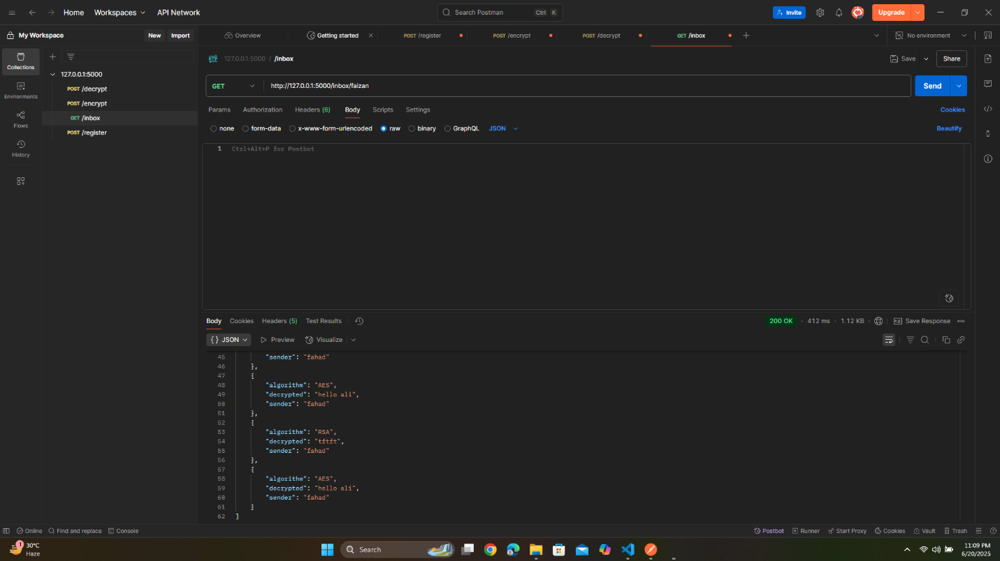 Home Workspaces API Network Search Postman Ctrl K Invite Upgrade
My Workspace New Import Overview Getting started POST /register POST /encrypt POST /decrypt GET /inbox No environment
Collections
Environments
Flows
History
127.0.0.1:5000
POST /decrypt
POST /encrypt
GET /inbox
POST /register
HTTP 127.0.0.1:5000 / /inbox Save Share
GET http://127.0.0.1:5000/inbox/faizan Send
Params Authorization Headers (6) Body Scripts Settings Cookies
none form-data x-www-form-urlencoded raw binary GraphQL JSON Beautify
1 Ctrl+Alt+P for Postbot
Body Cookies Headers (5) Test Results 200 OK 412 ms 1.12 KB Save Response
{} JSON Preview Visualize
45 "sender": "fahad"
46 },
47 {
48 "algorithm": "AES",
49 "decrypted": "hello ali",
50 "sender": "fahad"
51 },
52 {
53 "algorithm": "RSA",
54 "decrypted": "tftft",
55 "sender": "fahad"
56 },
57 {
58 "algorithm": "AES",
59 "decrypted": "hello ali",
60 "sender": "fahad"
61 }
62 ]
Online Find and replace Console Postbot Runner Start Proxy Cookies Vault Trash
1 30°C
Haze
Search
11:09 PM
6/20/2025